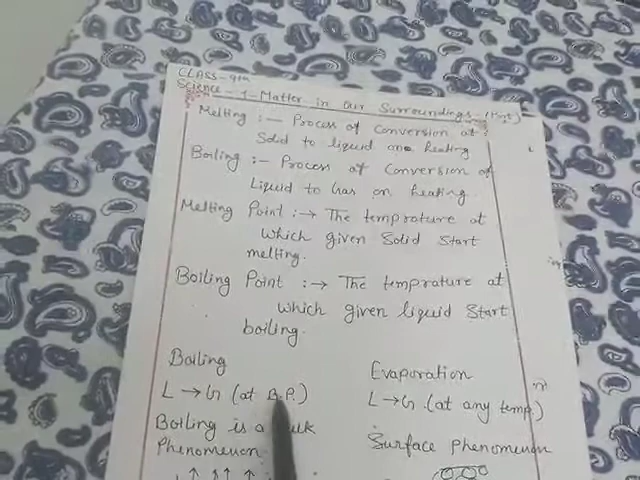 CLASS-9th
Science - 1- Matter in Our Surroundings-
Melting :— Process of Conversion of
Solid to liquid on heating
Boiling :- Process of Conversion of
Liquid to Gas on heating.
Melting Point :→ The temprature at
which given Solid Start
melting.
Boiling Point :→ The temprature at
which given liquid Start
boiling.
Boiling
L → G (at B.P.)
Boiling is a Bulk
Phenomenon
Evaporation
L → G (at any temp)
Surface phenomenon